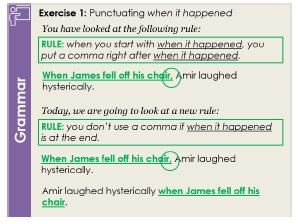 Exercise 1: Punctuating when it happened
You have looked at the following rule:
RULE: when you start with when it happened, you
put a comma right after when it happened.
When James fell off his chair, Amir laughed
hysterically.
Today, we are going to look at a new rule:
RULE: you don't use a comma if when it happened
is at the end.
When James fell off his chair, Amir laughed
hysterically.
Amir laughed hysterically when James fell off his
chair.
Grammar